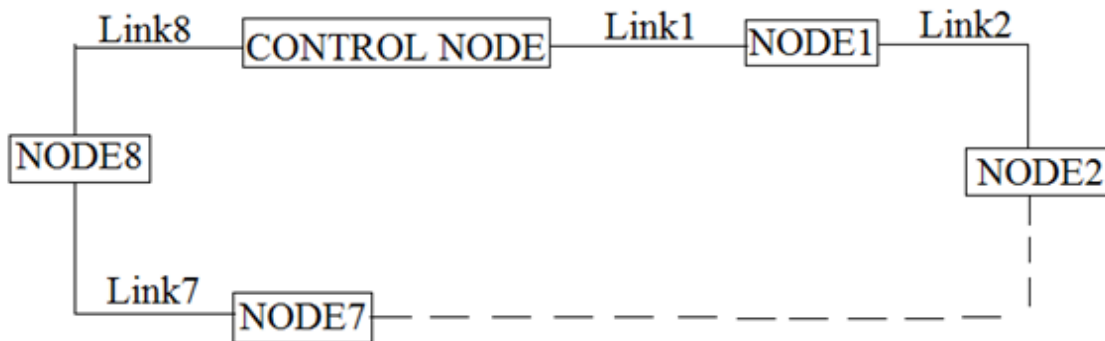 Link8
CONTROL NODE
Link1
NODE1
Link2
NODE8
NODE2
Link7
NODE7